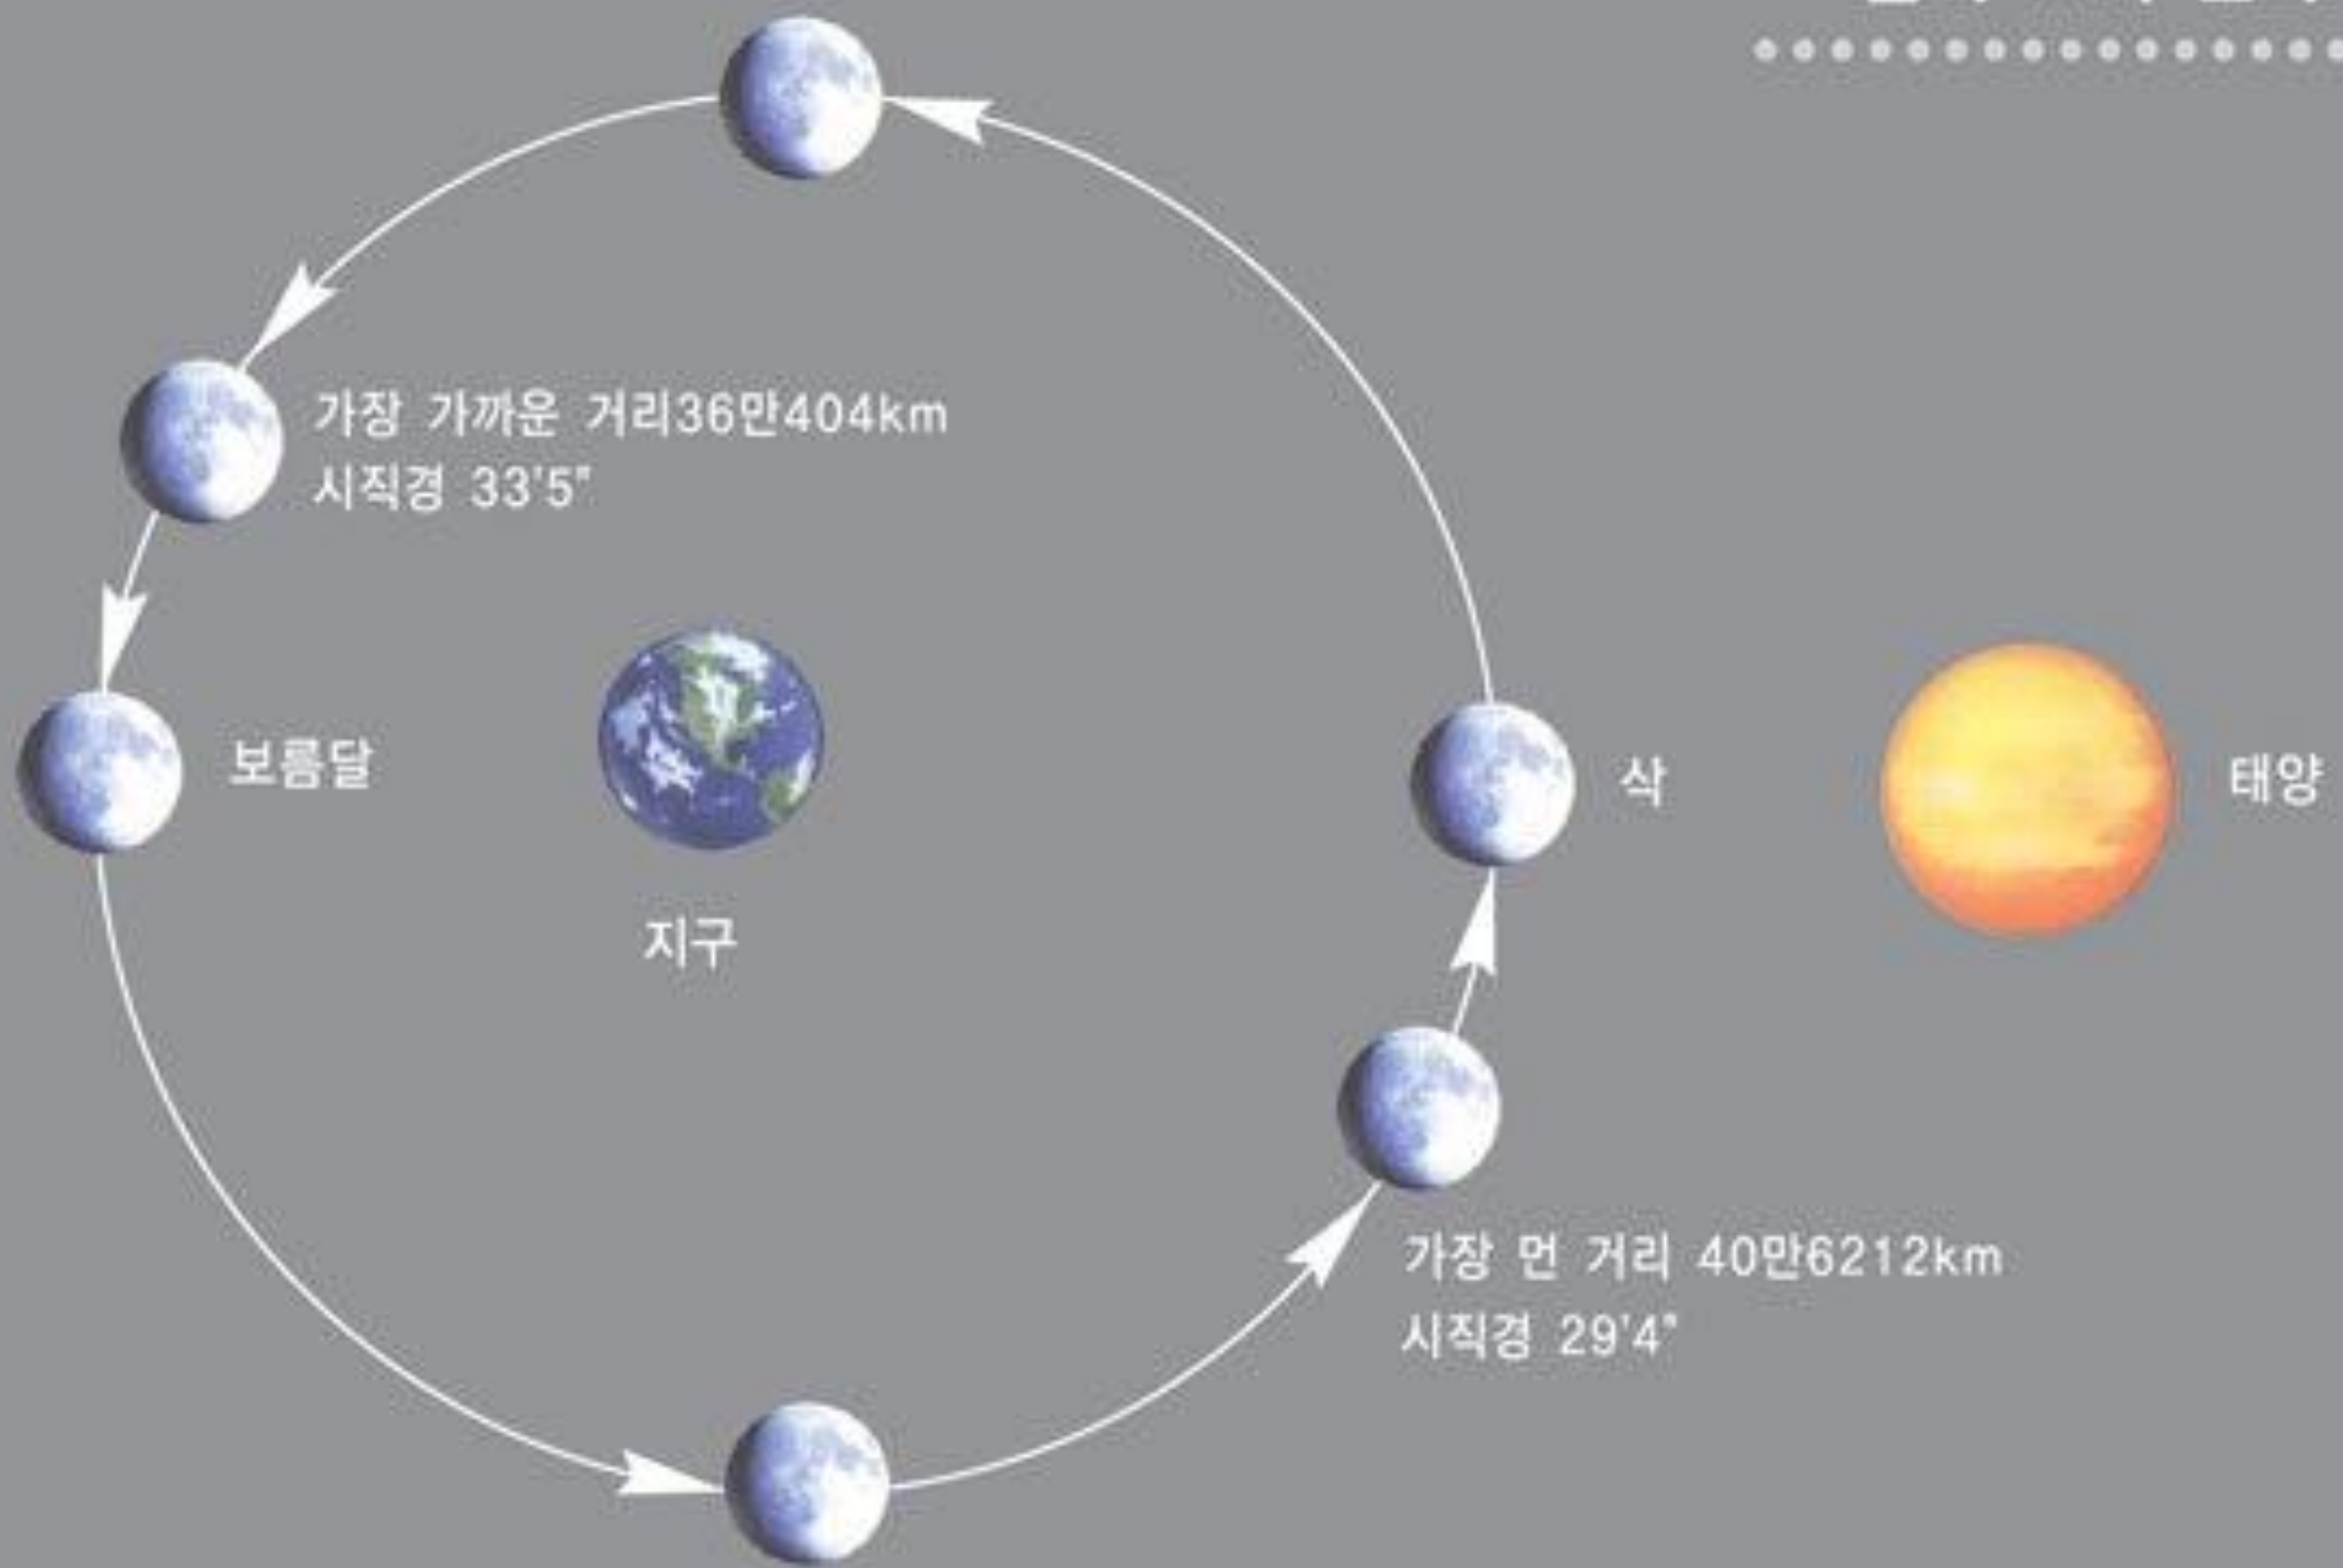 가장 가까운 거리36만404km
시직경 33'5"
보름달
지구
삭
태양
가장 먼 거리 40만6212km
시직경 29'4"